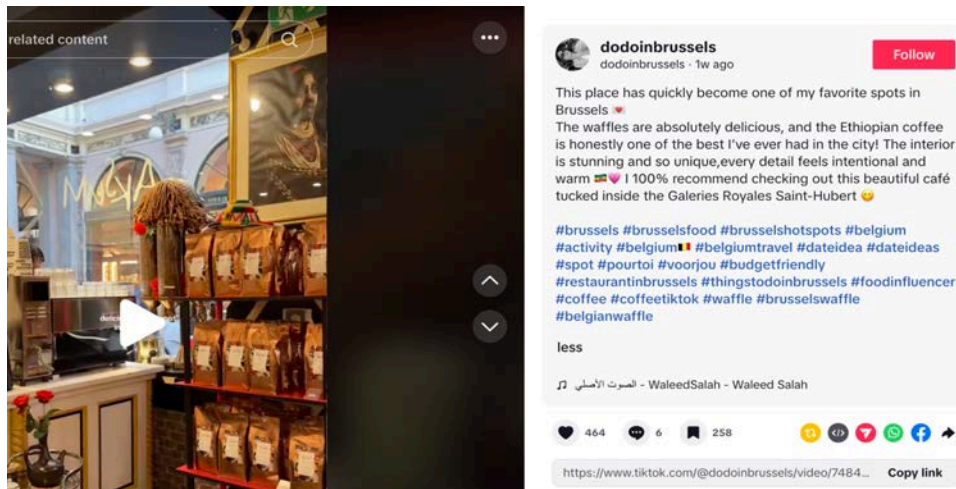 related content
dodoinbrussels
dodoinbrussels · 1w ago
Follow
This place has quickly become one of my favorite spots in
Brussels 💌
The waffles are absolutely delicious, and the Ethiopian coffee
is honestly one of the best I've ever had in the city! The interior
is stunning and so unique,every detail feels intentional and
warm 🇪🇹💗 I 100% recommend checking out this beautiful café
tucked inside the Galeries Royales Saint-Hubert 😋
#brussels #brusselsfood #brusselshotspots #belgium
#activity #belgium🇧🇪 #belgiumtravel #dateidea #dateideas
#spot #pourtoi #voorjou #budgetfriendly
#restaurantinbrussels #thingstodoinbrussels #foodinfluencer
#coffee #coffeetiktok #waffle #brusselswaffle
#belgianwaffle
less
♫ الصوت الأصلي - WaleedSalah - Waleed Salah
464
6
258
https://www.tiktok.com/@dodoinbrussels/video/7484...
Copy link